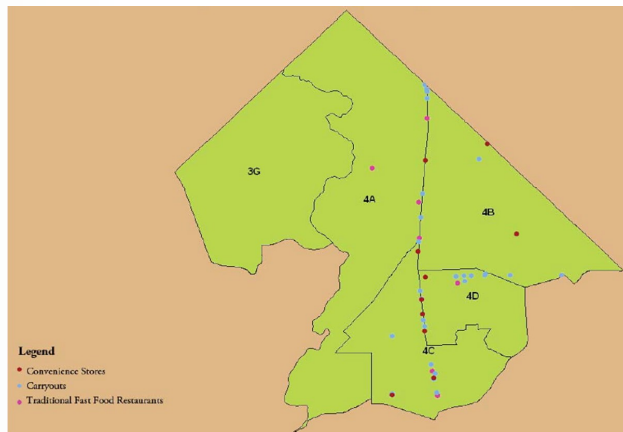 3G
4A
4B
4D
4C
Legend
Convenience Stores
Carryouts
Traditional Fast Food Restaurants